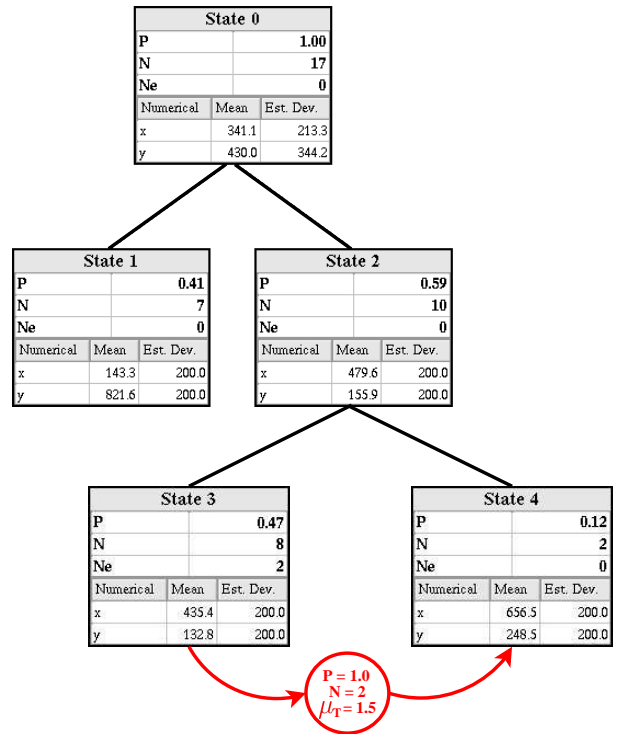 State 0
P 1.00
N 17
Ne 0
Numerical Mean Est. Dev.
x 341.1 213.3
y 430.0 344.2
State 1
P 0.41
N 7
Ne 0
Numerical Mean Est. Dev.
x 143.3 200.0
y 821.6 200.0
State 2
P 0.59
N 10
Ne 0
Numerical Mean Est. Dev.
x 479.6 200.0
y 155.9 200.0
State 3
P 0.47
N 8
Ne 2
Numerical Mean Est. Dev.
x 435.4 200.0
y 132.8 200.0
State 4
P 0.12
N 2
Ne 0
Numerical Mean Est. Dev.
x 656.5 200.0
y 248.5 200.0
P = 1.0
N = 2
μT = 1.5